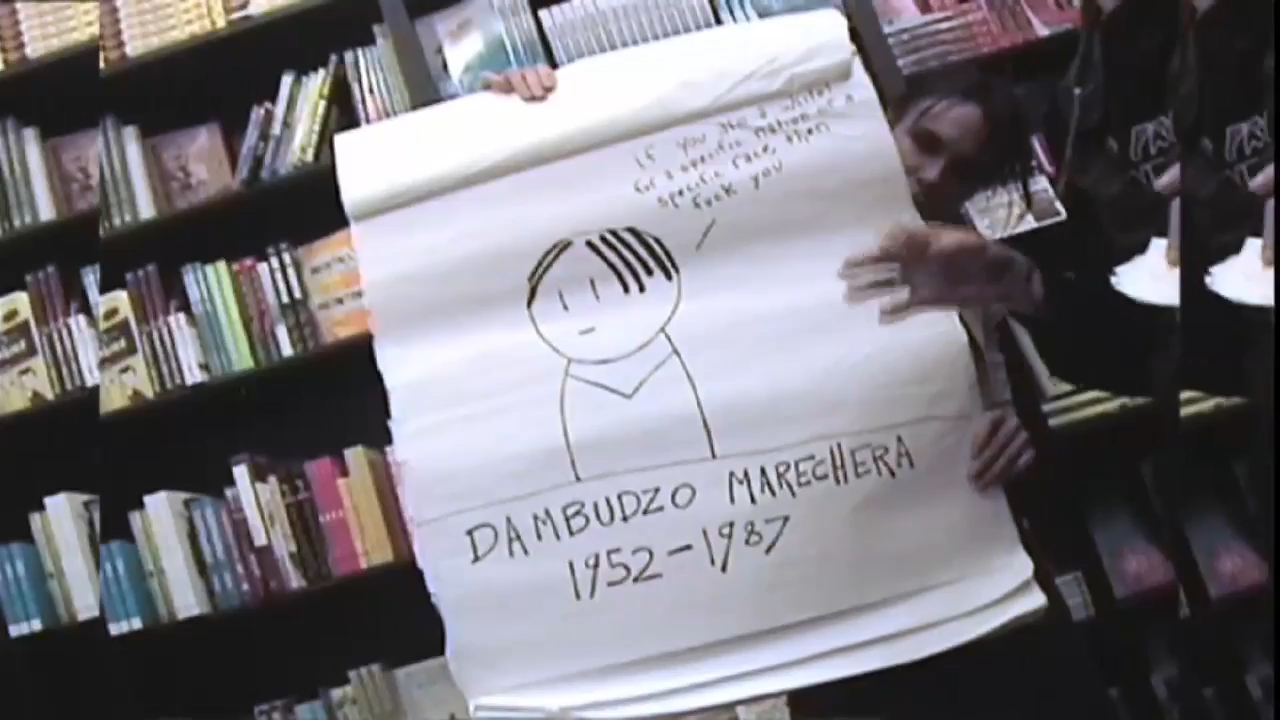 if you are a writer
for a specific nation or a
specific race, then
fuck you
DAMBUDZO MARECHERA
1952-1987